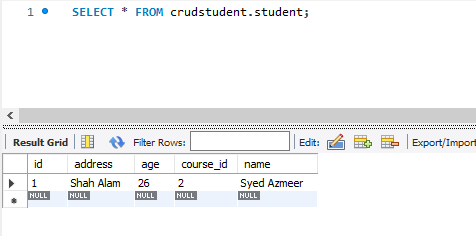 1 SELECT * FROM crudstudent.student;
Result Grid Filter Rows: Edit: Export/Import
id address age course_id name
1 Shah Alam 26 2 Syed Azmeer
NULL NULL NULL NULL NULL